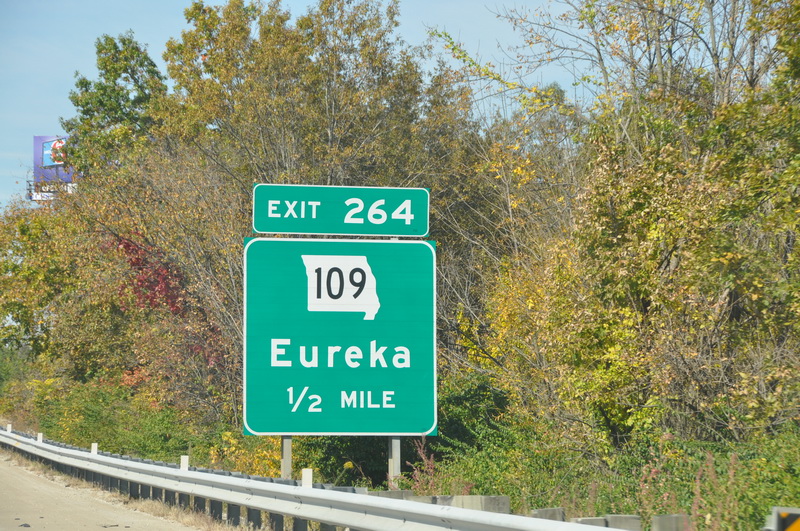 EXIT 264
109
Eureka
1/2 MILE